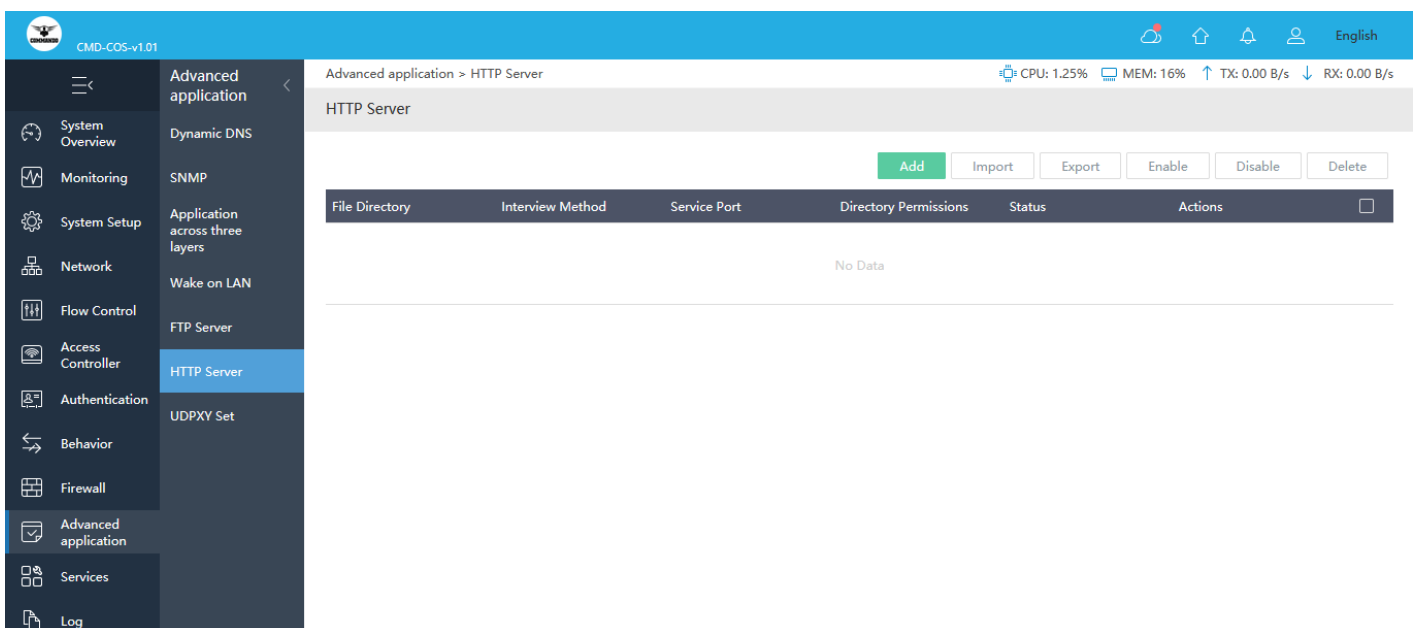 COMMANDO
CMD-COS-v1.01
English
Advanced
application
Advanced application > HTTP Server
CPU: 1.25%
MEM: 16%
TX: 0.00 B/s
RX: 0.00 B/s
HTTP Server
System
Overview
Monitoring
System Setup
Network
Flow Control
Access
Controller
Authentication
Behavior
Firewall
Advanced
application
Services
Log
Dynamic DNS
SNMP
Application
across three
layers
Wake on LAN
FTP Server
HTTP Server
UDPXY Set
Add
Import
Export
Enable
Disable
Delete
File Directory
Interview Method
Service Port
Directory Permissions
Status
Actions
No Data